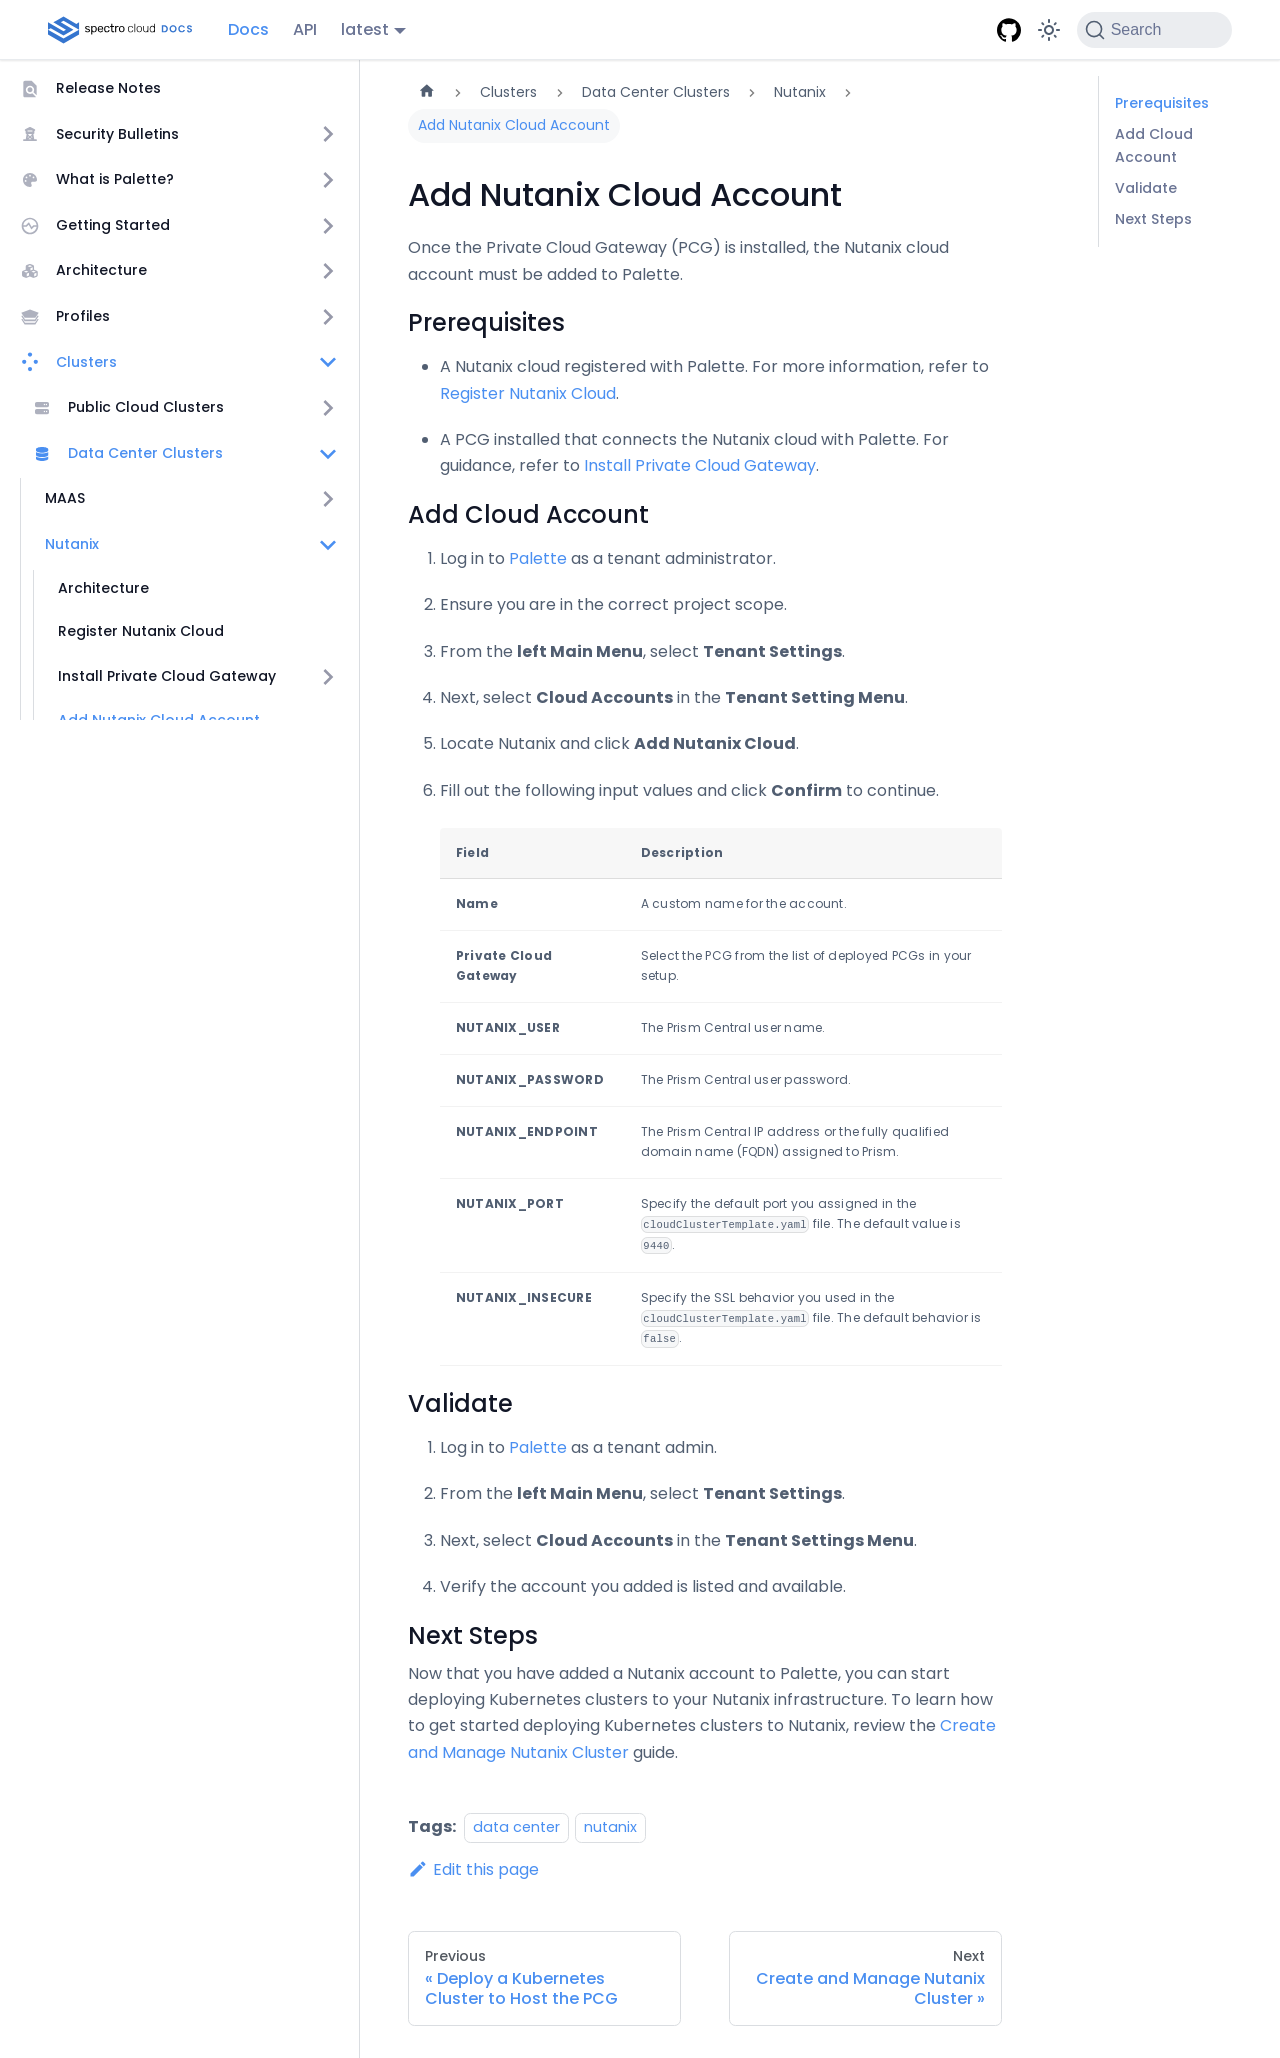 spectro cloud DOCS
Docs
API
latest
Search
Release Notes
Security Bulletins
What is Palette?
Getting Started
Architecture
Profiles
Clusters
Public Cloud Clusters
Data Center Clusters
MAAS
Nutanix
Architecture
Register Nutanix Cloud
Install Private Cloud Gateway
Add Nutanix Cloud Account
Clusters
Data Center Clusters
Nutanix
Add Nutanix Cloud Account
Add Nutanix Cloud Account
Once the Private Cloud Gateway (PCG) is installed, the Nutanix cloud
account must be added to Palette.
Prerequisites
A Nutanix cloud registered with Palette. For more information, refer to
Register Nutanix Cloud.
A PCG installed that connects the Nutanix cloud with Palette. For
guidance, refer to Install Private Cloud Gateway.
Add Cloud Account
1. Log in to Palette as a tenant administrator.
2. Ensure you are in the correct project scope.
3. From the left Main Menu, select Tenant Settings.
4. Next, select Cloud Accounts in the Tenant Setting Menu.
5. Locate Nutanix and click Add Nutanix Cloud.
6. Fill out the following input values and click Confirm to continue.
Field Description
Name A custom name for the account.
Private Cloud Gateway Select the PCG from the list of deployed PCGs in your
setup.
NUTANIX_USER The Prism Central user name.
NUTANIX_PASSWORD The Prism Central user password.
NUTANIX_ENDPOINT The Prism Central IP address or the fully qualified
domain name (FQDN) assigned to Prism.
NUTANIX_PORT Specify the default port you assigned in the
cloudClusterTemplate.yaml file. The default value is
9440.
NUTANIX_INSECURE Specify the SSL behavior you used in the
cloudClusterTemplate.yaml file. The default behavior is
false.
Validate
1. Log in to Palette as a tenant admin.
2. From the left Main Menu, select Tenant Settings.
3. Next, select Cloud Accounts in the Tenant Settings Menu.
4. Verify the account you added is listed and available.
Next Steps
Now that you have added a Nutanix account to Palette, you can start
deploying Kubernetes clusters to your Nutanix infrastructure. To learn how
to get started deploying Kubernetes clusters to Nutanix, review the Create
and Manage Nutanix Cluster guide.
Tags: data center nutanix
Edit this page
Previous
« Deploy a Kubernetes
Cluster to Host the PCG
Next
Create and Manage Nutanix
Cluster »
Prerequisites
Add Cloud
Account
Validate
Next Steps